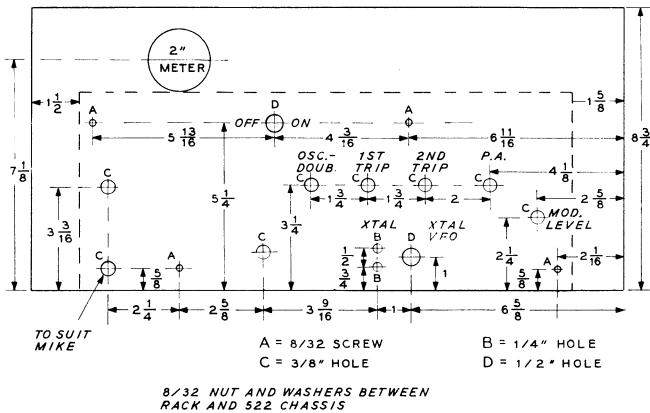 2"
METER
1 1/2
1 5/8
A
D
A
OFF ON
5 13/16
4 3/16
6 11/16
8 3/4
7 1/8
OSC.-
DOUB.
1ST
TRIP
2ND
TRIP
P.A.
4 1/8
C
C
C
C
C
5 1/4
1 3/4
1 3/4
2
2 5/8
3 3/16
3 1/4
C
MOD.
LEVEL
XTAL
XTAL
VFO
B
D
C
1/2
B
2 1/4
2 1/16
C
5/8
A
3/4
1
5/8
A
2 1/4
2 5/8
3 9/16
1
6 5/8
TO SUIT
MIKE
A = 8/32 SCREW
B = 1/4" HOLE
C = 3/8" HOLE
D = 1/2" HOLE
8/32 NUT AND WASHERS BETWEEN
RACK AND 522 CHASSIS